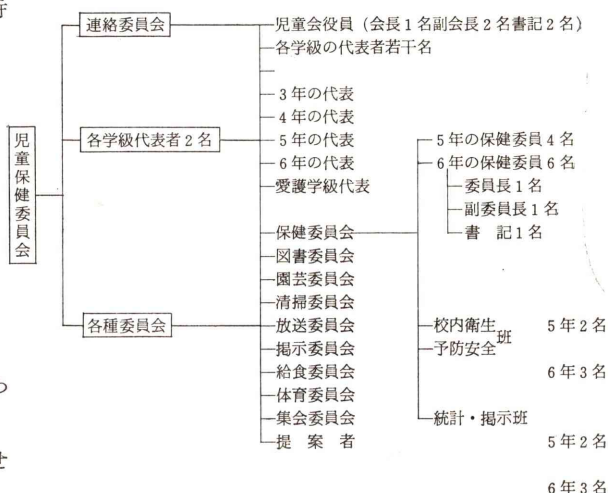 児童保健委員会
連絡委員会
児童会役員（会長1名副会長2名書記2名）
各学級の代表者若干名
各学級代表者2名
3年の代表
4年の代表
5年の代表
6年の代表
愛護学級代表
各種委員会
保健委員会
図書委員会
園芸委員会
清掃委員会
放送委員会
掲示委員会
給食委員会
体育委員会
集会委員会
提案者
5年の保健委員4名
6年の保健委員6名
委員長1名
副委員長1名
書記1名
校内衛生
予防安全
班
5年2名
6年3名
統計・掲示班
5年2名
6年3名
つ
せ